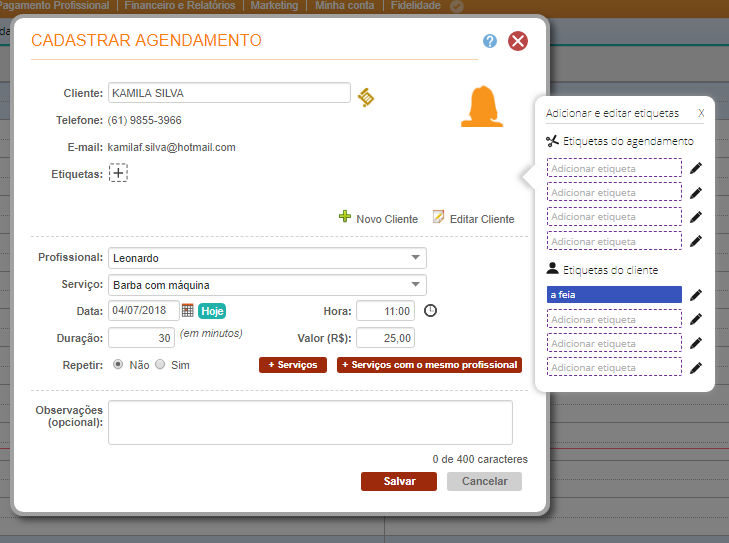 Pagamento Profissional | Financeiro e Relatórios | Marketing | Minha conta | Fidelidade
CADASTRAR AGENDAMENTO ?
Cliente: KAMILA SILVA
Telefone: (61) 9855-3966
E-mail: kamilaf.silva@hotmail.com
Etiquetas: +
Novo Cliente Editar Cliente
Profissional: Leonardo
Serviço: Barba com máquina
Data: 04/07/2018 Hoje Hora: 11:00
Duração: 30 (em minutos) Valor (R$): 25,00
Repetir: Não Sim + Serviços + Serviços com o mesmo profissional
Observações
(opcional):
0 de 400 caracteres
Salvar Cancelar
Adicionar e editar etiquetas X
Etiquetas do agendamento
Adicionar etiqueta
Adicionar etiqueta
Adicionar etiqueta
Adicionar etiqueta
Etiquetas do cliente
a feia
Adicionar etiqueta
Adicionar etiqueta
Adicionar etiqueta